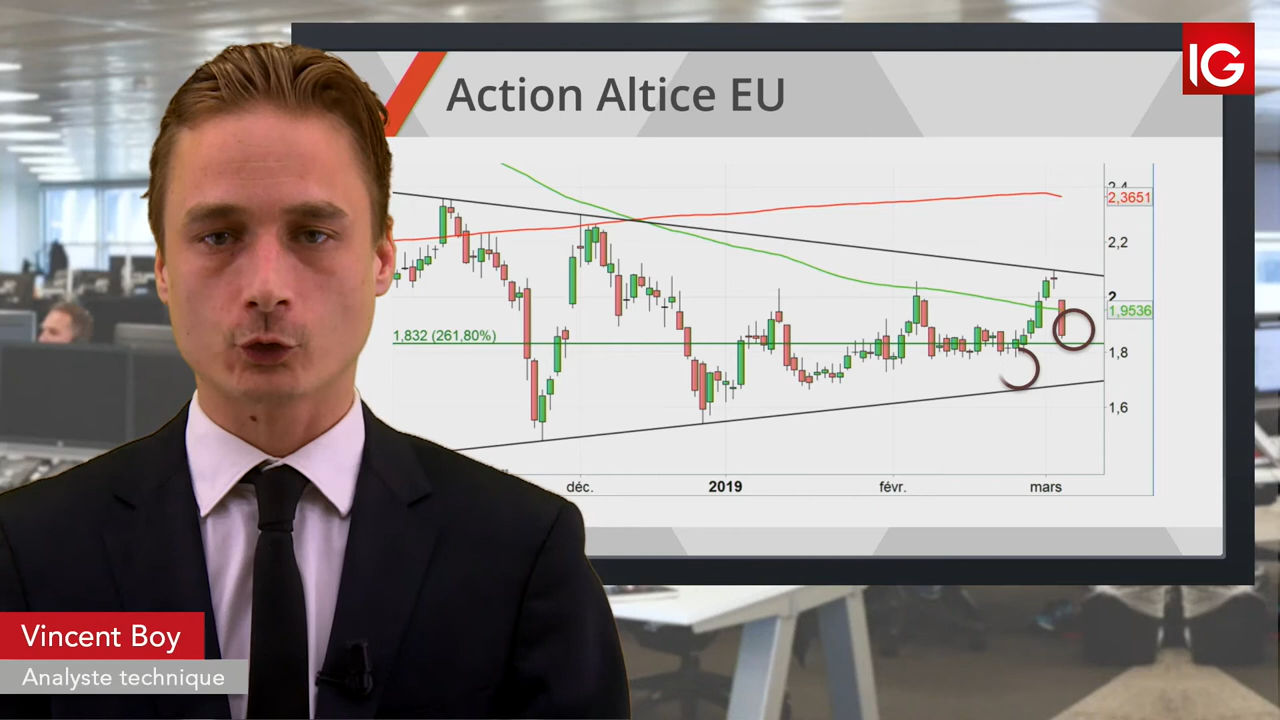 IG
Action Altice EU
2,4
2,3651
2,2
2
1,9536
1,832 (261,80%)
1,8
1,6
déc.
2019
févr.
mars
Vincent Boy
Analyste technique